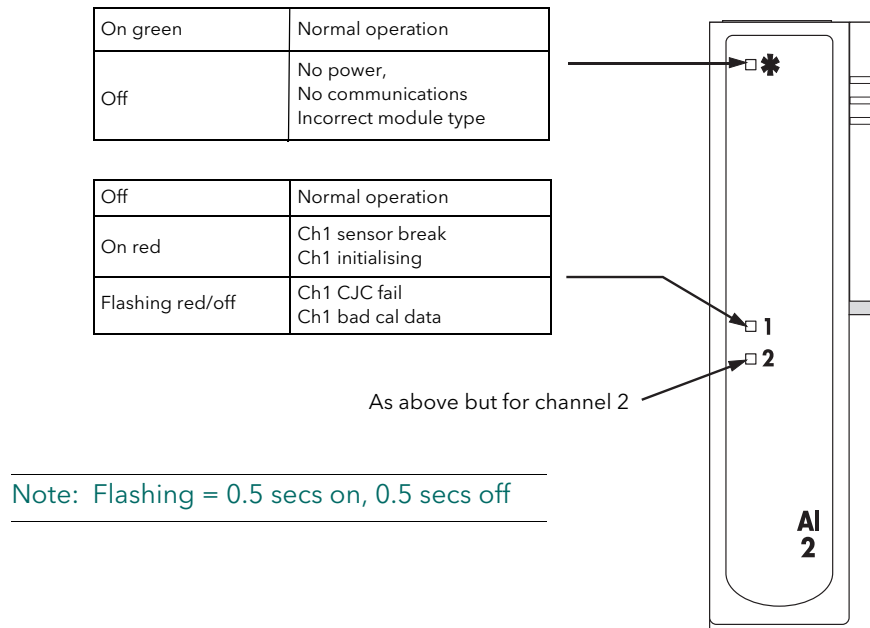 On green Normal operation
Off
No power,
No communications
Incorrect module type
✱
Off Normal operation
On red
Ch1 sensor break
Ch1 initialising
Flashing red/off
Ch1 CJC fail
Ch1 bad cal data
1
2
As above but for channel 2
Note: Flashing = 0.5 secs on, 0.5 secs off
AI
2